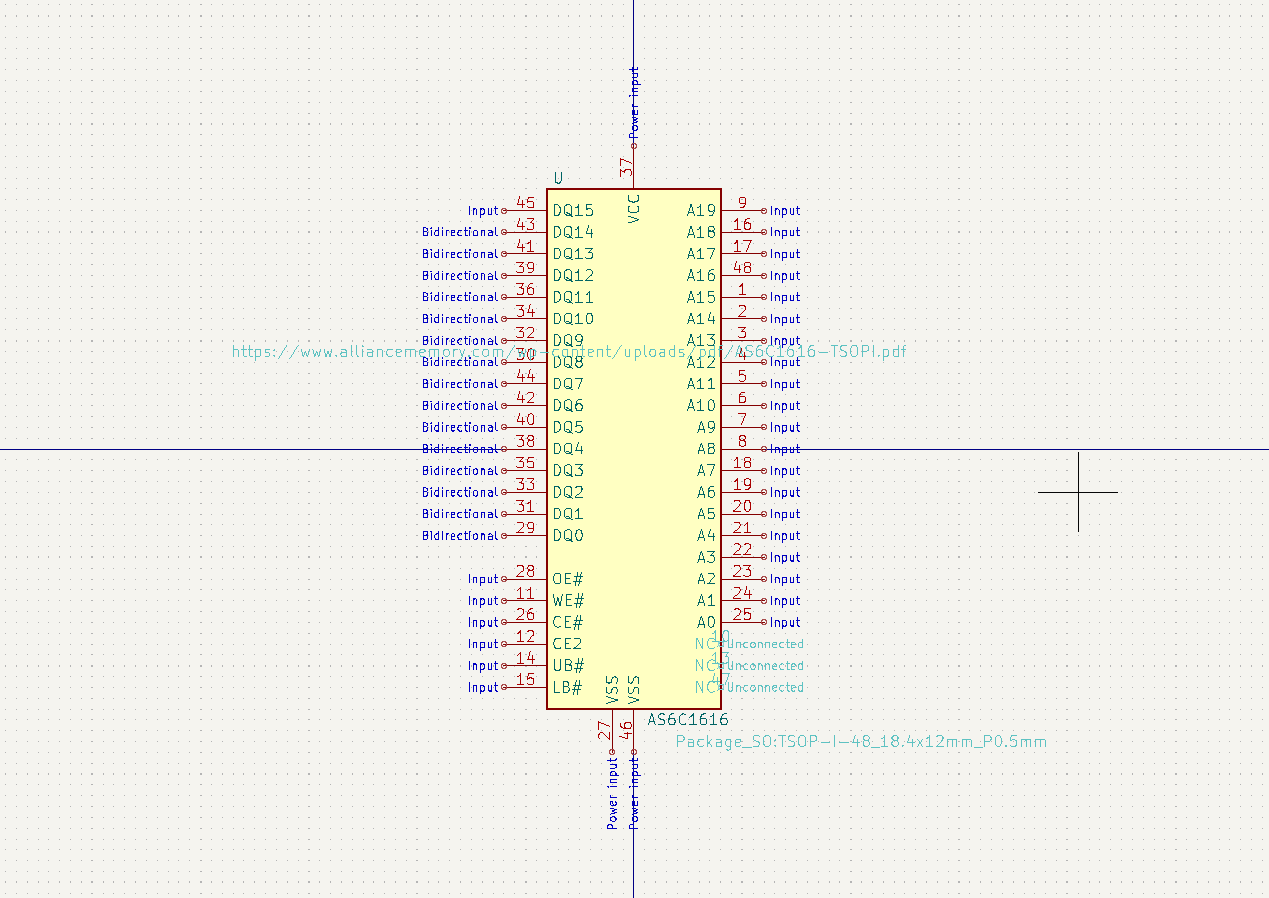 Power input
37
U
VCC
Input 45 DQ15 A19 9 Input
Bidirectional 43 DQ14 A18 16 Input
Bidirectional 41 DQ13 A17 17 Input
Bidirectional 39 DQ12 A16 48 Input
Bidirectional 36 DQ11 A15 1 Input
Bidirectional 34 DQ10 A14 2 Input
Bidirectional 32 DQ9 A13 3 Input
https://www.alliancememory.com/wp-content/uploads/pdf/AS6C1616-TSOPI.pdf
Bidirectional 30 DQ8 A12 4 Input
Bidirectional 44 DQ7 A11 5 Input
Bidirectional 42 DQ6 A10 6 Input
Bidirectional 40 DQ5 A9 7 Input
Bidirectional 38 DQ4 A8 8 Input
Bidirectional 35 DQ3 A7 18 Input
Bidirectional 33 DQ2 A6 19 Input
Bidirectional 31 DQ1 A5 20 Input
Bidirectional 29 DQ0 A4 21 Input
A3 22 Input
Input 28 OE# A2 23 Input
Input 11 WE# A1 24 Input
Input 26 CE# A0 25 Input
Input 12 CE2 NC 10 Unconnected
Input 14 UB# NC 13 Unconnected
Input 15 LB# NC 47 Unconnected
VSS VSS
27 46 AS6C1616
Package_SO:TSOP-I-48_18.4x12mm_P0.5mm
Power input Power input